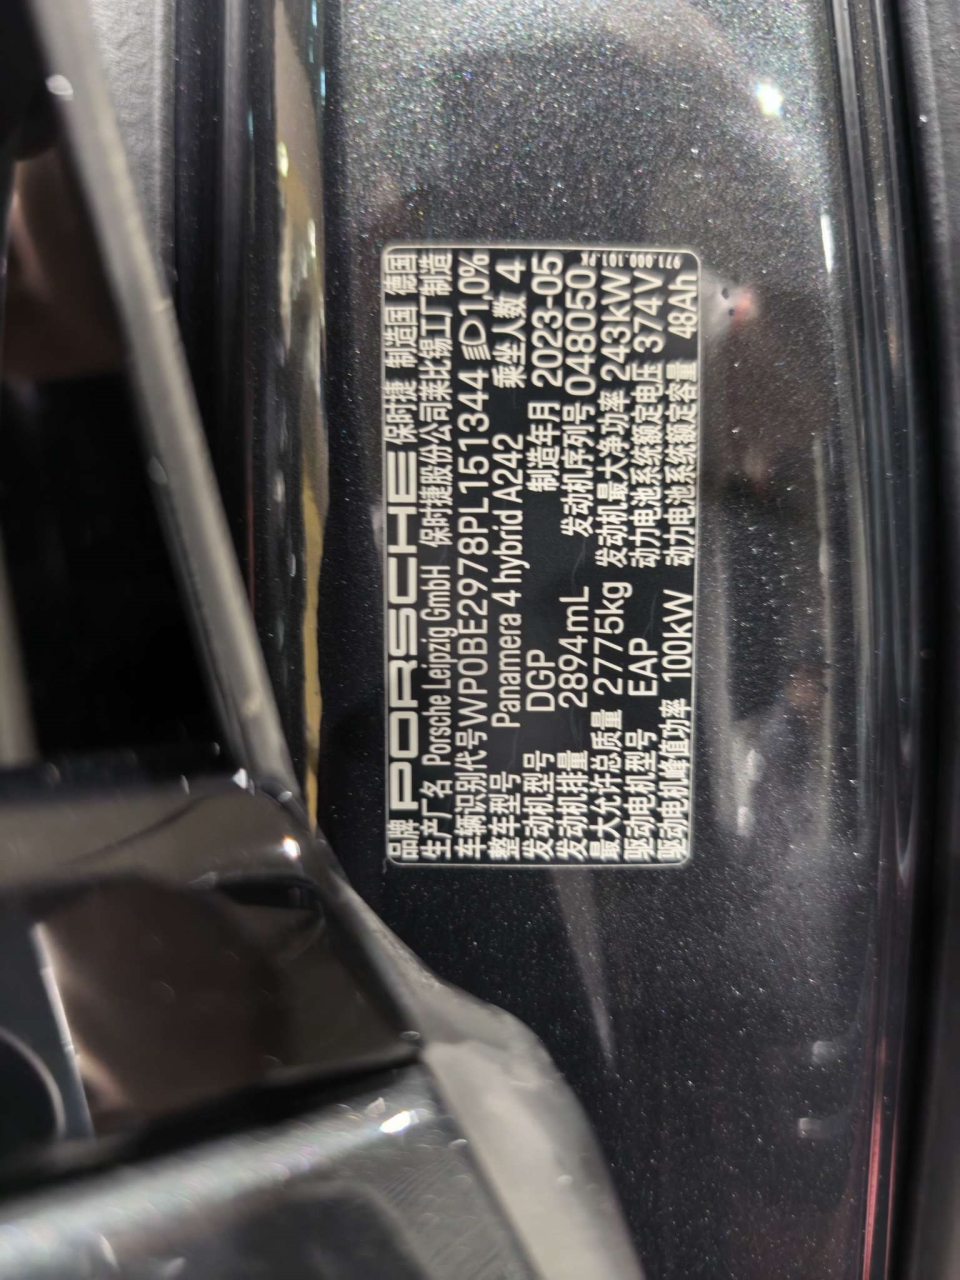 品牌 PORSCHE 保时捷 制造国 德国
生产厂名 Porsche Leipzig GmbH 保时捷股份公司莱比锡工厂制造
车辆识别代号 WP0BE2978PL151344 1,0%
整车型号 Panamera 4 hybrid A242 乘坐人数 4
发动机型号 DGP 制造年月 2023-05
发动机排量 2894mL 发动机序列号 048050
最大允许总质量 2775kg 发动机最大净功率 243kW
驱动电机型号 EAP 动力电池系统额定电压 374V
驱动电机峰值功率 100kW 动力电池系统额定容量 48Ah
971.000.101.PK